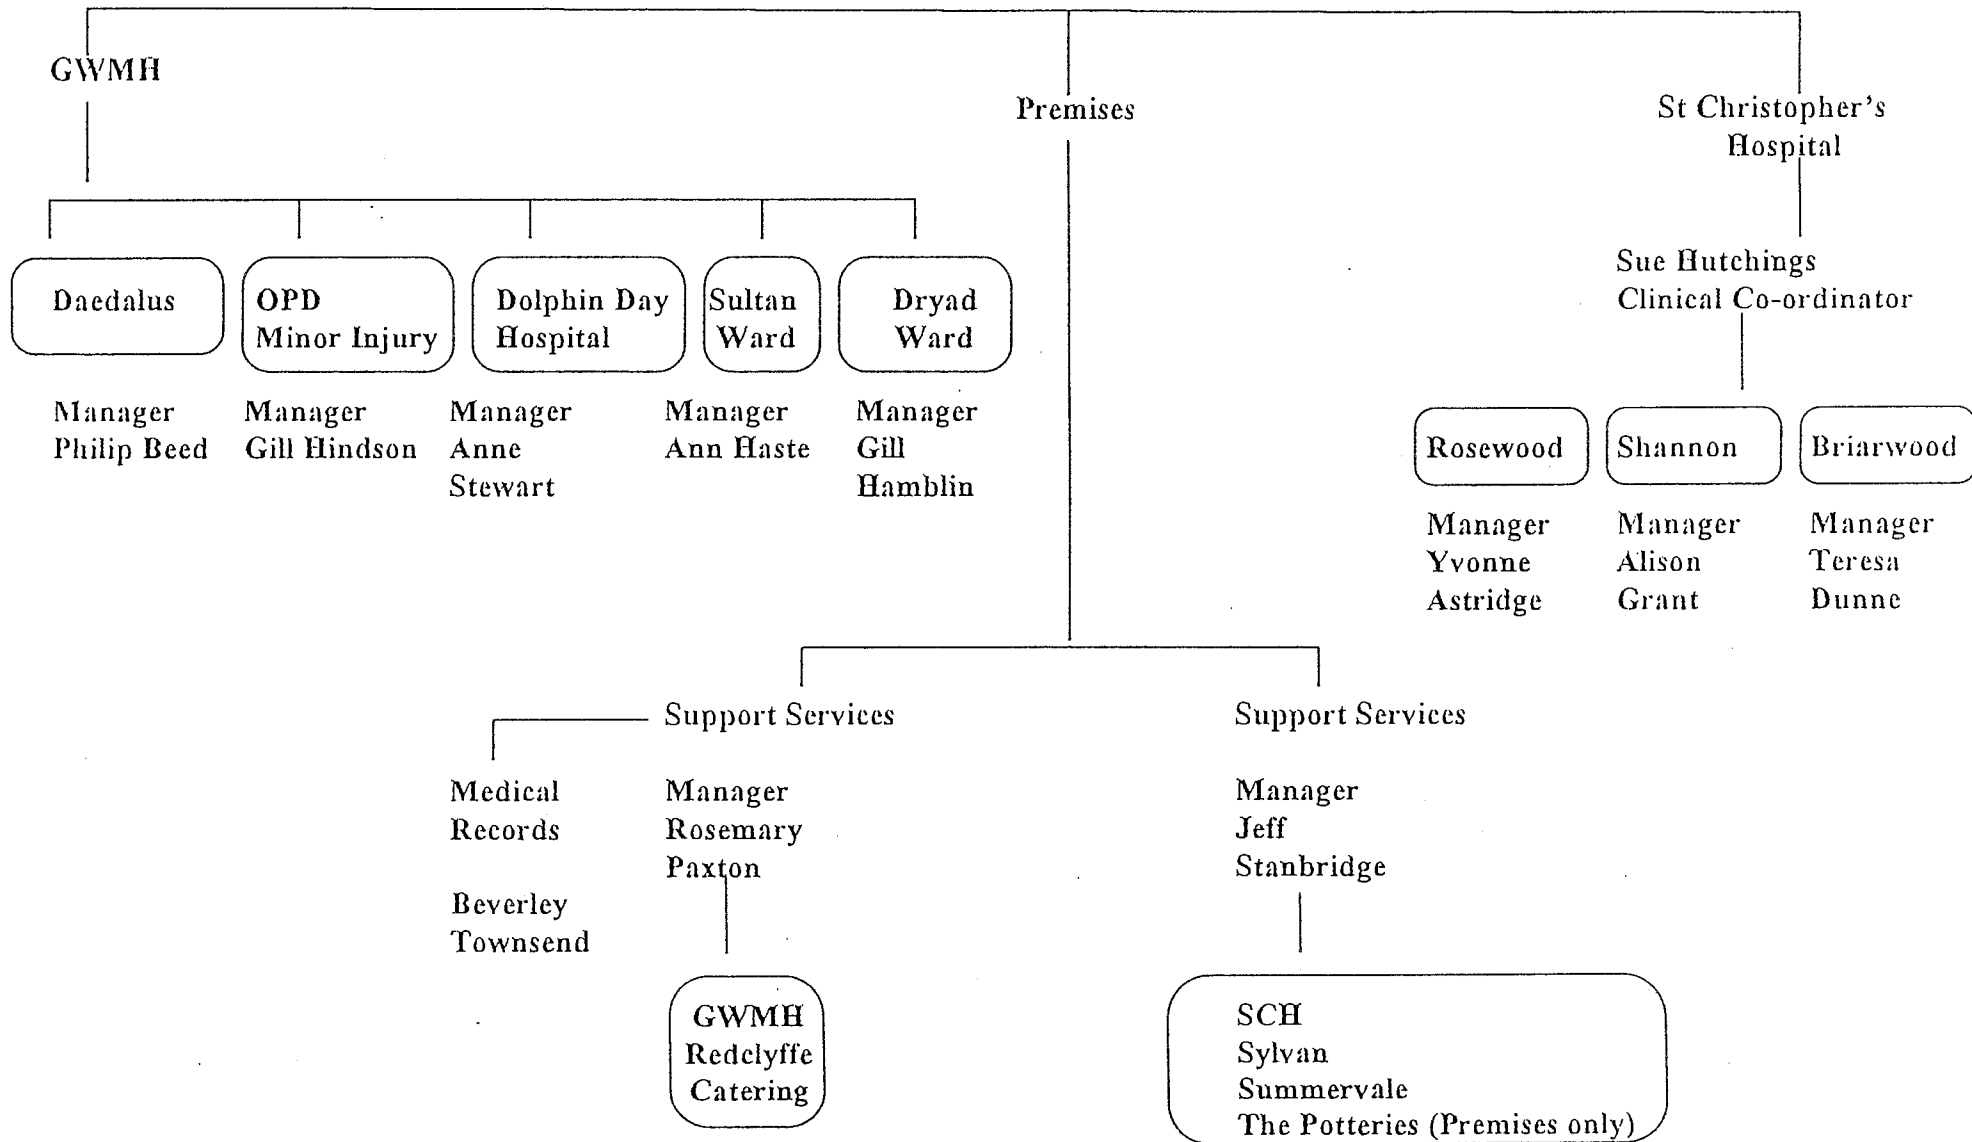 GWMH
Premises
St Christopher's
Hospital
Daedalus
OPD
Minor Injury
Dolphin Day
Hospital
Sultan
Ward
Dryad
Ward
Manager
Philip Beed
Manager
Gill Hindson
Manager
Anne
Stewart
Manager
Ann Haste
Manager
Gill
Hamblin
Sue Hutchings
Clinical Co-ordinator
Rosewood
Shannon
Briarwood
Manager
Yvonne
Astridge
Manager
Alison
Grant
Manager
Teresa
Dunne
Support Services
Medical
Records
Beverley
Townsend
Manager
Rosemary
Paxton
GWMH
Redclyffe
Catering
Support Services
Manager
Jeff
Stanbridge
SCH
Sylvan
Summervale
The Potteries (Premises only)